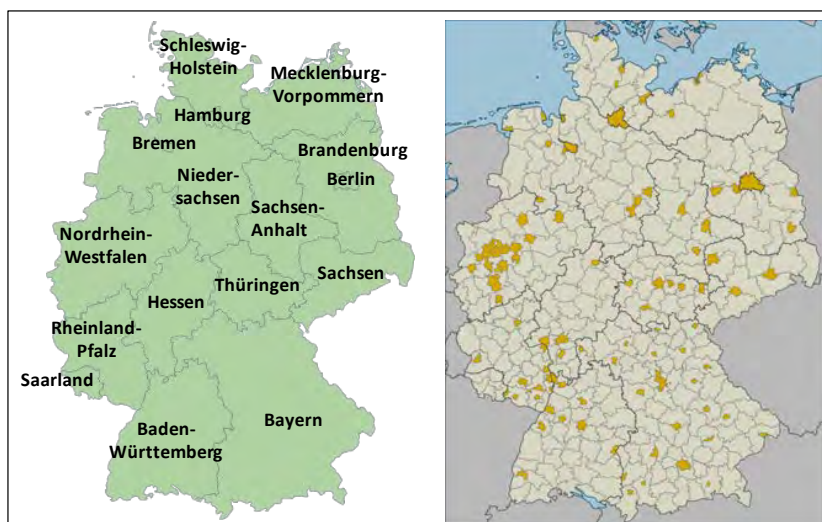 Schleswig-
Holstein
Mecklenburg-
Vorpommern
Hamburg
Bremen
Brandenburg
Berlin
Nieder-
sachsen
Sachsen-
Anhalt
Nordrhein-
Westfalen
Sachsen
Thüringen
Hessen
Rheinland-
Pfalz
Saarland
Bayern
Baden-
Württemberg